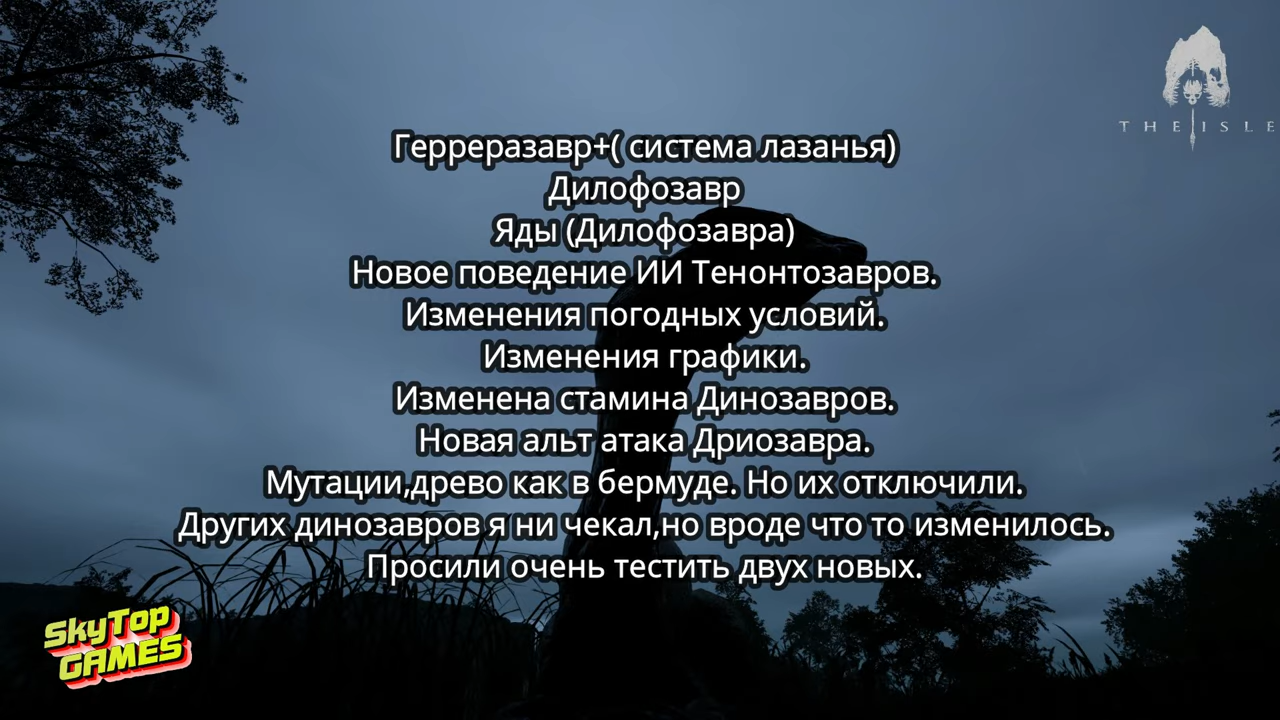 THE ISLE
Герреразавр+( система лазанья)
Дилофозавр
Яды (Дилофозавра)
Новое поведение ИИ Тенонтозавров.
Изменения погодных условий.
Изменения графики.
Изменена стамина Динозавров.
Новая альт атака Дриозавра.
Мутации,древо как в бермуде. Но их отключили.
Других динозавров я ни чекал,но вроде что то изменилось.
Просили очень тестить двух новых.
SkyTop
GAMES